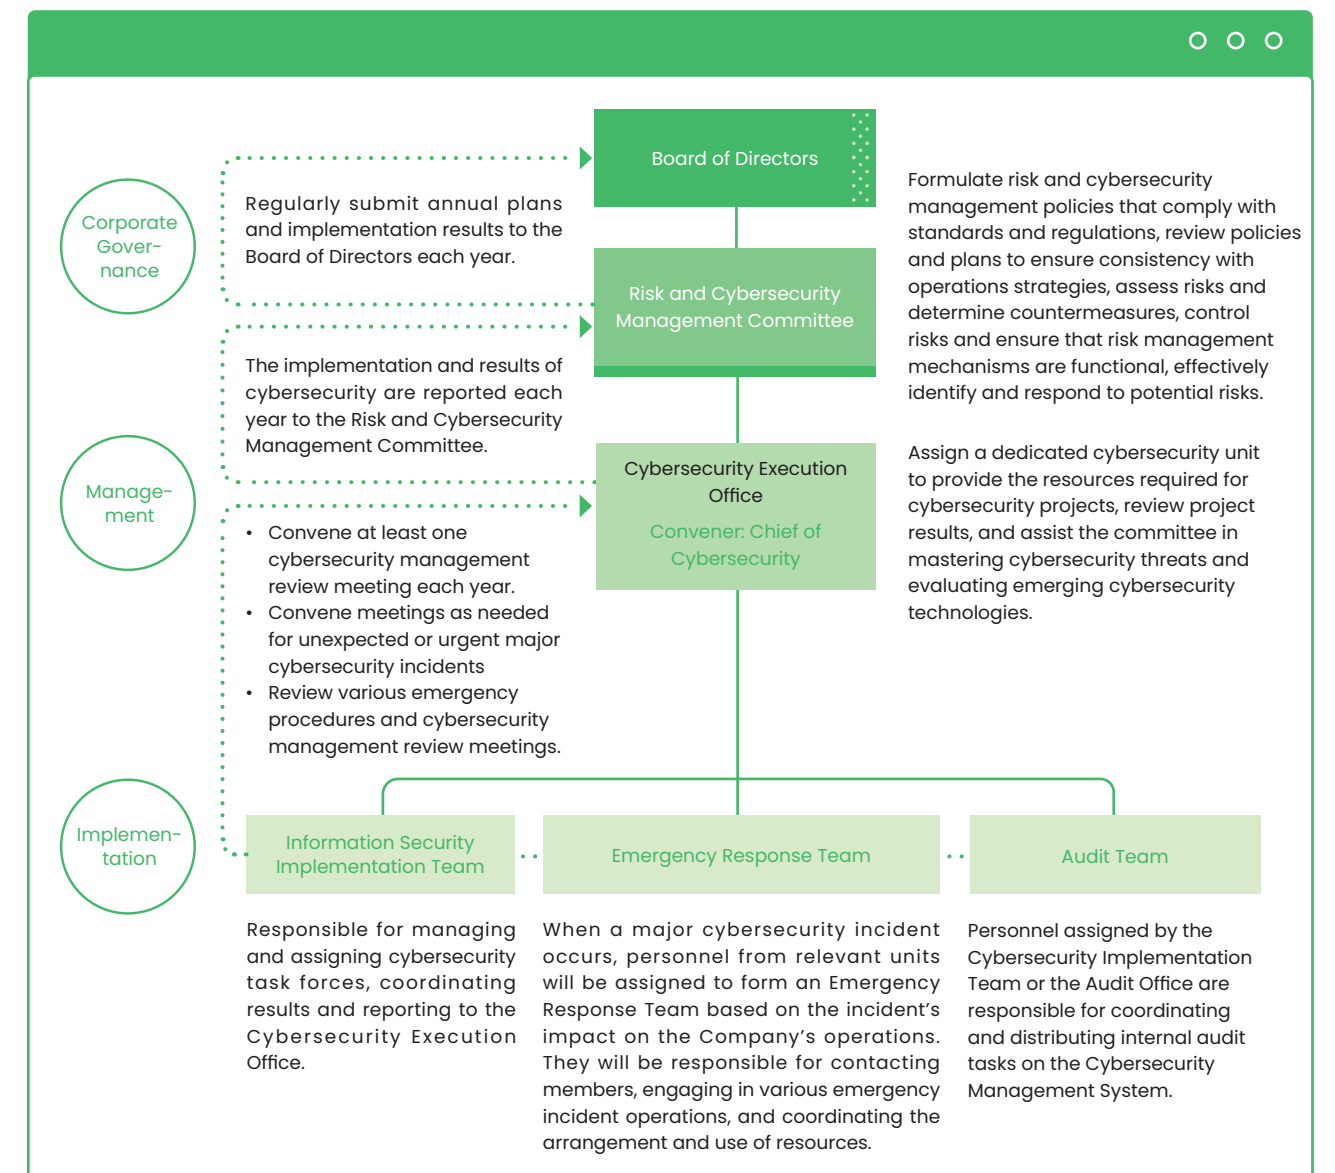 Board of Directors
Corporate
Gover-
nance
Regularly submit annual plans
and implementation results to the
Board of Directors each year.
Risk and Cybersecurity
Management Committee
Formulate risk and cybersecurity
management policies that comply with
standards and regulations, review policies
and plans to ensure consistency with
operations strategies, assess risks and
determine countermeasures, control
risks and ensure that risk management
mechanisms are functional, effectively
identify and respond to potential risks.
The implementation and results of
cybersecurity are reported each
year to the Risk and Cybersecurity
Management Committee.
Manage-
ment
Cybersecurity Execution
Office
Convener: Chief of
Cybersecurity
Assign a dedicated cybersecurity unit
to provide the resources required for
cybersecurity projects, review project
results, and assist the committee in
mastering cybersecurity threats and
evaluating emerging cybersecurity
technologies.
• Convene at least one
cybersecurity management
review meeting each year.
• Convene meetings as needed
for unexpected or urgent major
cybersecurity incidents
• Review various emergency
procedures and cybersecurity
management review meetings.
Implemen-
tation
Information Security
Implementation Team
Emergency Response Team
Audit Team
Responsible for managing
and assigning cybersecurity
task forces, coordinating
results and reporting to the
Cybersecurity Execution
Office.
When a major cybersecurity incident
occurs, personnel from relevant units
will be assigned to form an Emergency
Response Team based on the incident’s
impact on the Company’s operations.
They will be responsible for contacting
members, engaging in various emergency
incident operations, and coordinating the
arrangement and use of resources.
Personnel assigned by the
Cybersecurity Implementation
Team or the Audit Office are
responsible for coordinating
and distributing internal audit
tasks on the Cybersecurity
Management System.